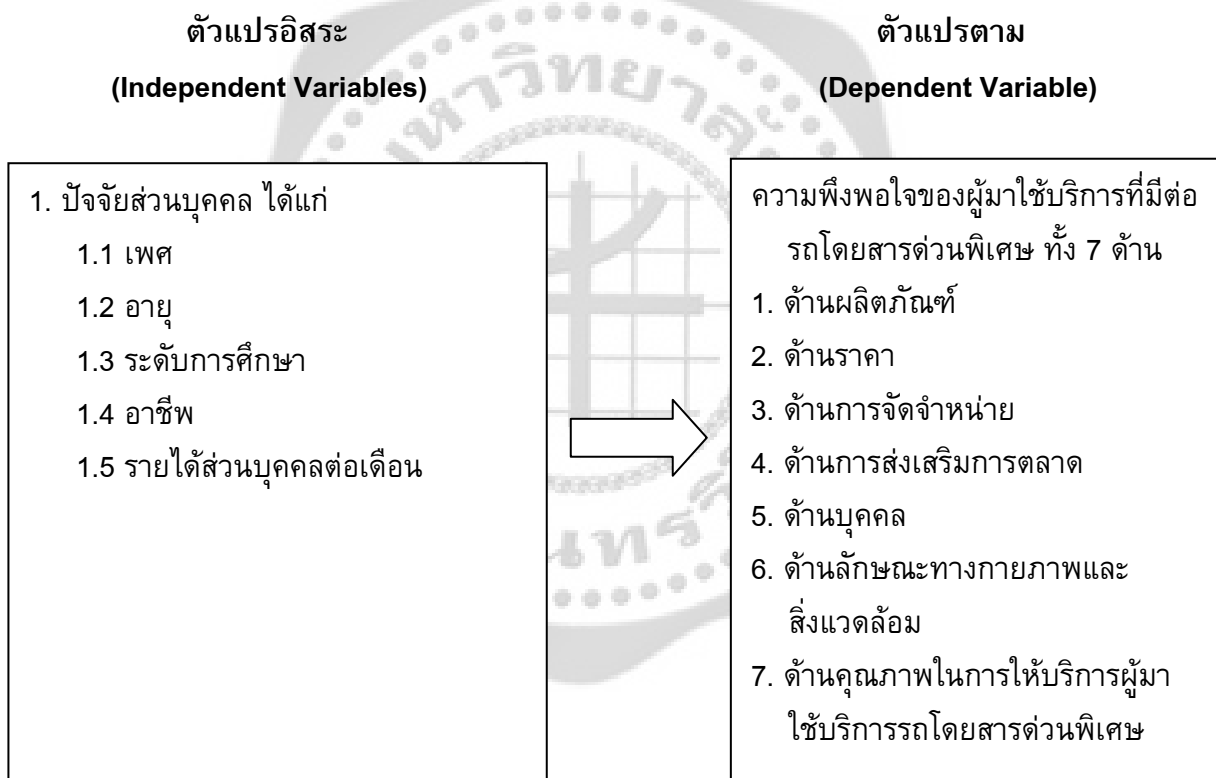 ตัวแปรอิสระ
(Independent Variables)
1. ปัจจัยส่วนบุคคล ได้แก่
1.1 เพศ
1.2 อายุ
1.3 ระดับการศึกษา
1.4 อาชีพ
1.5 รายได้ส่วนบุคคลต่อเดือน
ตัวแปรตาม
(Dependent Variable)
ความพึงพอใจของผู้มาใช้บริการที่มีต่อ
รถโดยสารด่วนพิเศษ ทั้ง 7 ด้าน
1. ด้านผลิตภัณฑ์
2. ด้านราคา
3. ด้านการจัดจำหน่าย
4. ด้านการส่งเสริมการตลาด
5. ด้านบุคคล
6. ด้านลักษณะทางกายภาพและ
สิ่งแวดล้อม
7. ด้านคุณภาพในการให้บริการผู้มา
ใช้บริการรถโดยสารด่วนพิเศษ